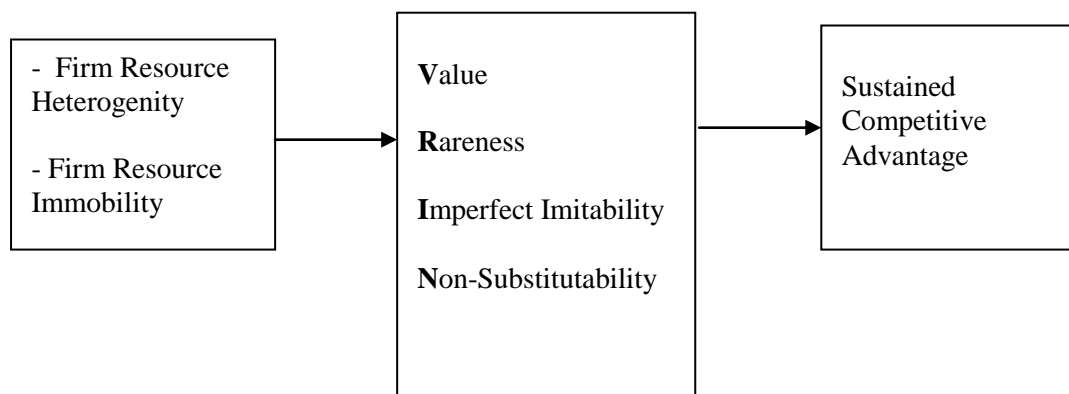 - Firm Resource
Heterogenity
- Firm Resource
Immobility
Value
Rareness
Imperfect Imitability
Non-Substitutability
Sustained
Competitive
Advantage